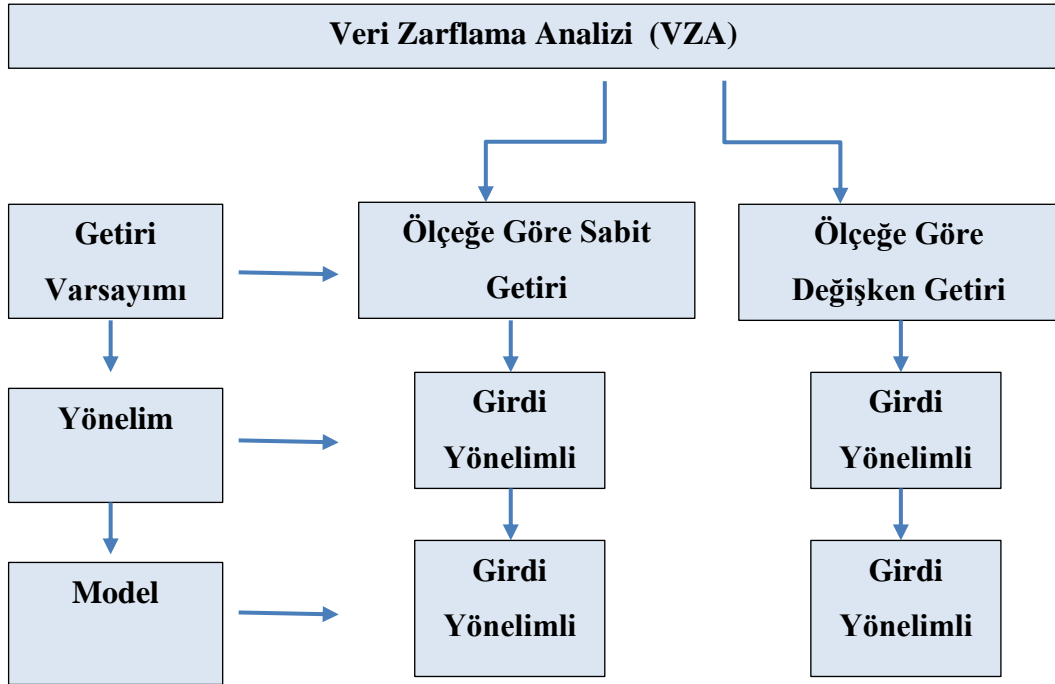 Veri Zarflama Analizi (VZA)
Getiri
Varsayımı
Ölçeğe Göre Sabit
Getiri
Ölçeğe Göre
Değişken Getiri
Yönelim
Girdi
Yönelimli
Girdi
Yönelimli
Model
Girdi
Yönelimli
Girdi
Yönelimli